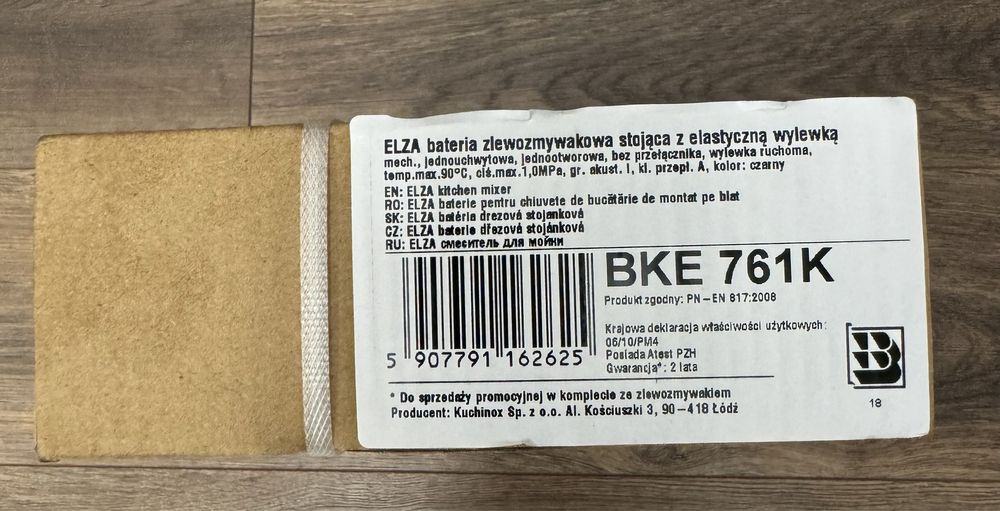 ELZA bateria zlewozmywakowa stojąca z elastyczną wylewką
mech., jednouchwytowa, jednootworowa, bez przełącznika, wylewka ruchoma,
temp.max.90°C, ciś.max.1,0MPa, gr. akust. I, kl. przepł. A, kolor: czarny
EN: ELZA kitchen mixer
RO: ELZA baterie pentru chiuvete de bucătărie de montat pe blat
SK: ELZA batéria drezová stojanková
CZ: ELZA baterie dřezová stojánková
RU: ELZA смеситель для мойки
BKE 761K
Produkt zgodny: PN-EN 817:2008
Krajowa deklaracja właściwości użytkowych:
06/10/PM4
Posiada Atest PZH
Gwarancja*: 2 lata
5 907791 162625
B
18
* Do sprzedaży promocyjnej w komplecie ze zlewozmywakiem
Producent: Kuchinox Sp. z o.o. Al. Kościuszki 3, 90-418 Łódź